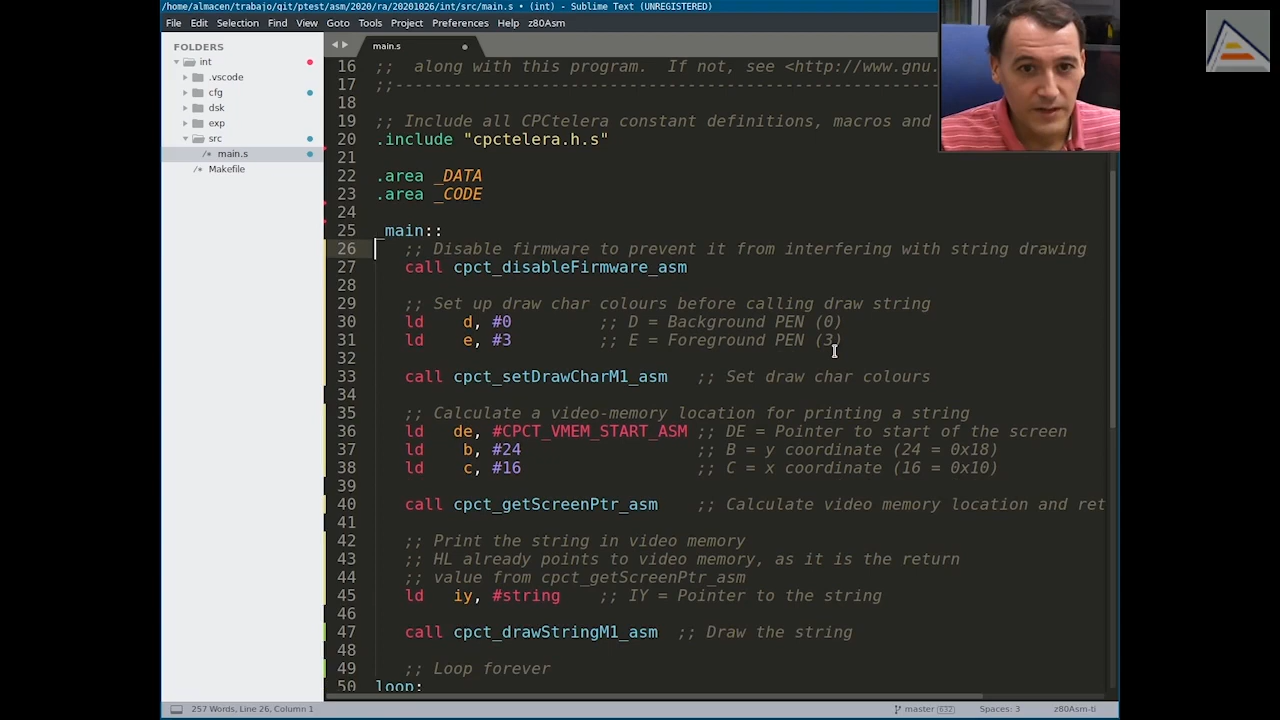 /home/almacen/trabajo/git/ptest/asm/2020/ra/20201026/int/src/main.s • (int) - Sublime Text (UNREGISTERED)
File Edit Selection Find View Goto Tools Project Preferences Help z80Asm
FOLDERS
int
.vscode
cfg
dsk
exp
src
/* main.s
/* Makefile
main.s
16 ;;  along with this program.  If not, see <http://www.gnu.
17 ;;------------------------------------------------------------
18
19 ;; Include all CPCtelera constant definitions, macros and
20 .include "cpctelera.h.s"
21
22 .area _DATA
23 .area _CODE
24
25 _main::
26 ;; Disable firmware to prevent it from interfering with string drawing
27 call cpct_disableFirmware_asm
28
29 ;; Set up draw char colours before calling draw string
30 ld    d, #0         ;; D = Background PEN (0)
31 ld    e, #3         ;; E = Foreground PEN (3)
32
33 call cpct_setDrawCharM1_asm   ;; Set draw char colours
34
35 ;; Calculate a video-memory location for printing a string
36 ld   de, #CPCT_VMEM_START_ASM ;; DE = Pointer to start of the screen
37 ld    b, #24                  ;; B = y coordinate (24 = 0x18)
38 ld    c, #16                  ;; C = x coordinate (16 = 0x10)
39
40 call cpct_getScreenPtr_asm    ;; Calculate video memory location and ret
41
42 ;; Print the string in video memory
43 ;; HL already points to video memory, as it is the return
44 ;; value from cpct_getScreenPtr_asm
45 ld   iy, #string    ;; IY = Pointer to the string
46
47 call cpct_drawStringM1_asm  ;; Draw the string
48
49 ;; Loop forever
50 loop:
257 Words, Line 26, Column 1
master 632
Spaces: 3
z80Asm-ti